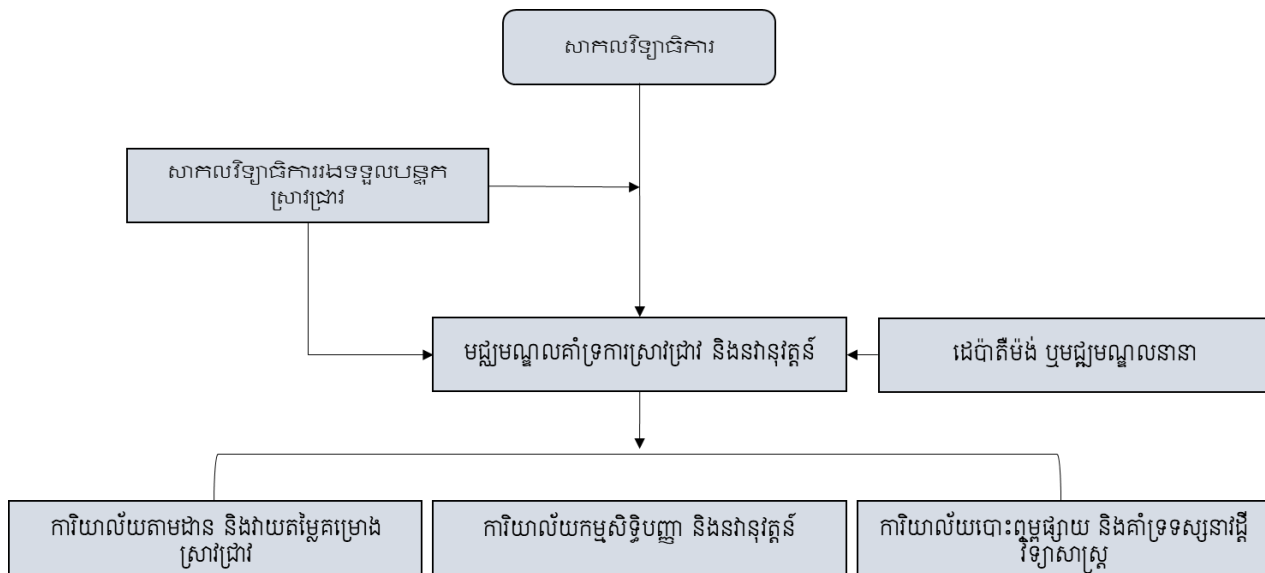 សាកលវិទ្យាធិការ
សាកលវិទ្យាធិការរងទទួលបន្ទុក
ស្រាវជ្រាវ
មជ្ឈមណ្ឌលគាំទ្រការស្រាវជ្រាវ និងនវានុវត្តន៍
ដេប៉ាតឺម៉ង់ ឬមជ្ឈមណ្ឌលនានា
ការិយាល័យតាមដាន និងវាយតម្លៃគម្រោង
ស្រាវជ្រាវ
ការិយាល័យកម្មសិទ្ធិបញ្ញា និងនវានុវត្តន៍
ការិយាល័យបោះពុម្ពផ្សាយ និងគាំទ្រទស្សនាវដ្តី
វិទ្យាសាស្ត្រ